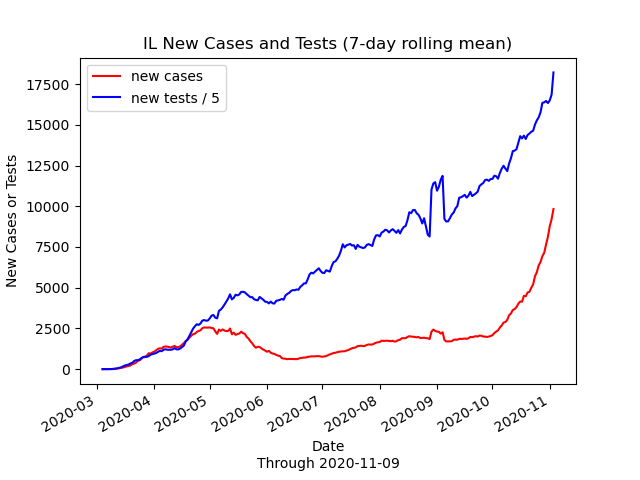 IL New Cases and Tests (7-day rolling mean)
new cases
new tests / 5
New Cases or Tests
17500
15000
12500
10000
7500
5000
2500
0
2020-03
2020-04
2020-05
2020-06
2020-07
2020-08
2020-09
2020-10
2020-11
Date
Through 2020-11-09